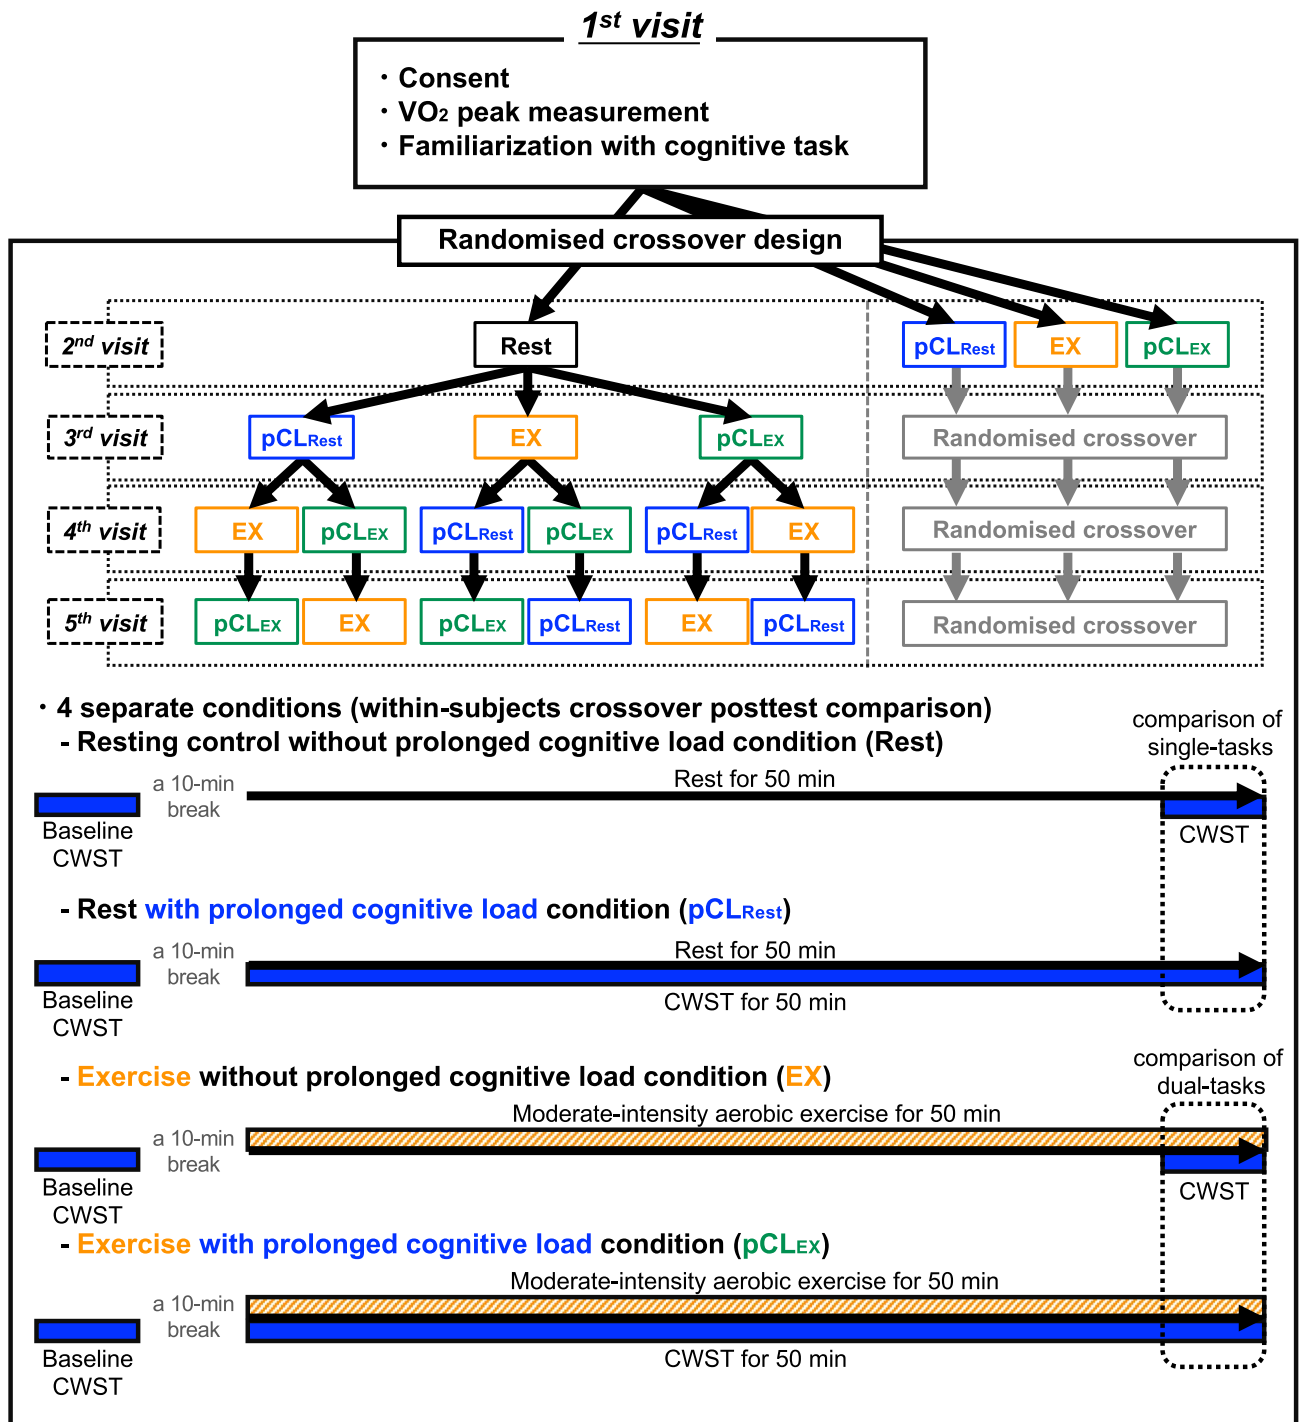 1st visit
・Consent
・VO2 peak measurement
・Familiarization with cognitive task
Randomised crossover design
2nd visit
Rest
pCLRest
EX
pCLEX
3rd visit
pCLRest
EX
pCLEX
Randomised crossover
4th visit
EX
pCLEX
pCLRest
pCLEX
pCLRest
EX
Randomised crossover
5th visit
pCLEX
EX
pCLEX
pCLRest
EX
pCLRest
Randomised crossover
・4 separate conditions (within-subjects crossover posttest comparison)
- Resting control without prolonged cognitive load condition (Rest)
comparison of
single-tasks
a 10-min
break
Rest for 50 min
Baseline
CWST
CWST
- Rest with prolonged cognitive load condition (pCLRest)
a 10-min
break
Rest for 50 min
Baseline
CWST
CWST for 50 min
- Exercise without prolonged cognitive load condition (EX)
comparison of
dual-tasks
a 10-min
break
Moderate-intensity aerobic exercise for 50 min
Baseline
CWST
CWST
- Exercise with prolonged cognitive load condition (pCLEX)
a 10-min
break
Moderate-intensity aerobic exercise for 50 min
Baseline
CWST
CWST for 50 min